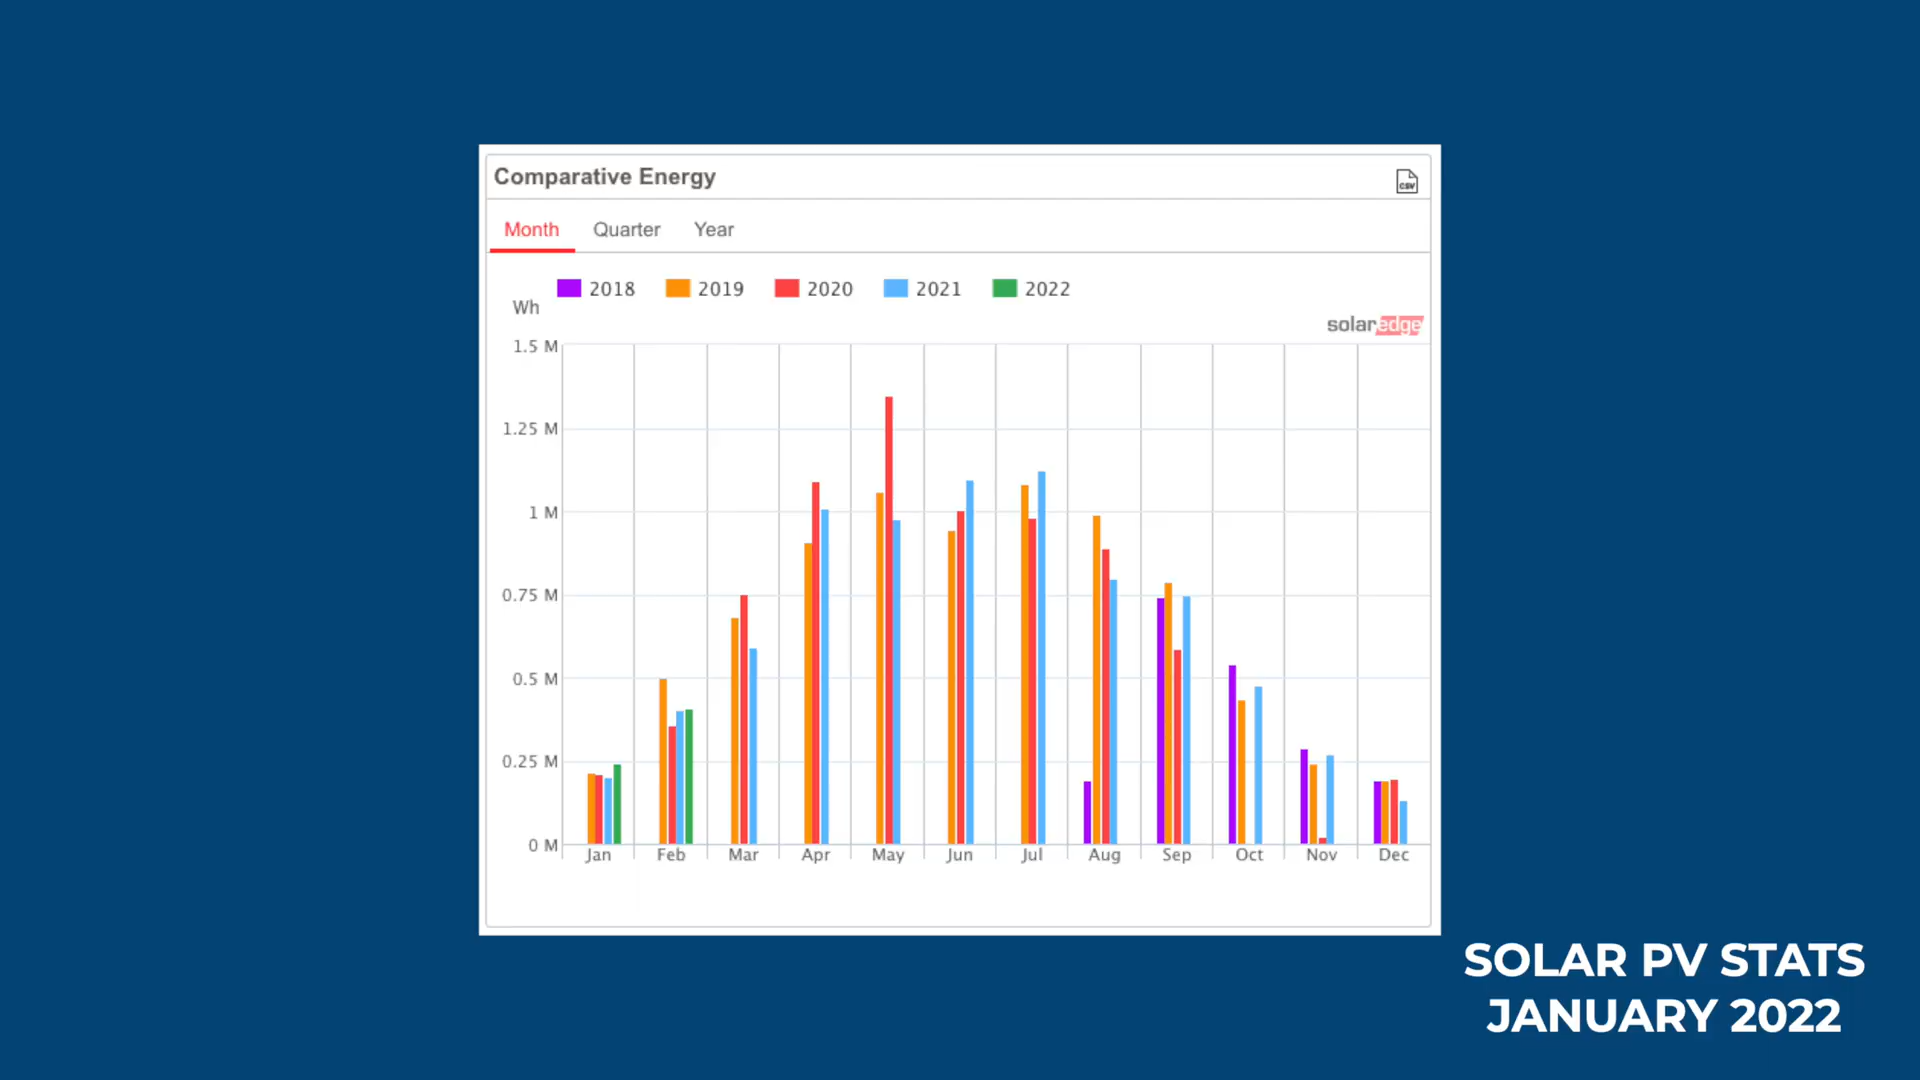 Comparative Energy
CSV
Month Quarter Year
2018 2019 2020 2021 2022
Wh
solaredge
1.5 M
1.25 M
1 M
0.75 M
0.5 M
0.25 M
0 M
Jan Feb Mar Apr May Jun Jul Aug Sep Oct Nov Dec
SOLAR PV STATS
JANUARY 2022